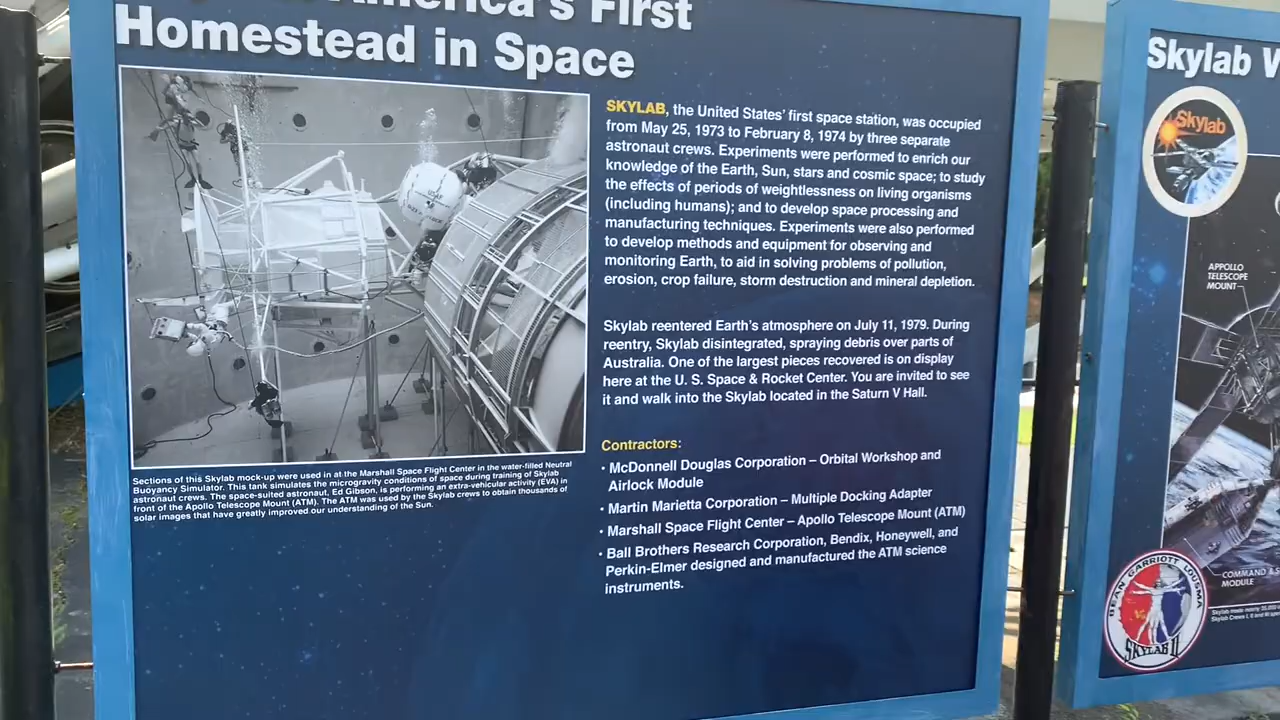 America's First
Homestead in Space
SKYLAB, the United States' first space station, was occupied
from May 25, 1973 to February 8, 1974 by three separate
astronaut crews. Experiments were performed to enrich our
knowledge of the Earth, Sun, stars and cosmic space; to study
the effects of periods of weightlessness on living organisms
(including humans); and to develop space processing and
manufacturing techniques. Experiments were also performed
to develop methods and equipment for observing and
monitoring Earth, to aid in solving problems of pollution,
erosion, crop failure, storm destruction and mineral depletion.
Skylab reentered Earth's atmosphere on July 11, 1979. During
reentry, Skylab disintegrated, spraying debris over parts of
Australia. One of the largest pieces recovered is on display
here at the U. S. Space & Rocket Center. You are invited to see
it and walk into the Skylab located in the Saturn V Hall.
Contractors:
• McDonnell Douglas Corporation – Orbital Workshop and
Airlock Module
• Martin Marietta Corporation – Multiple Docking Adapter
• Marshall Space Flight Center – Apollo Telescope Mount (ATM)
• Ball Brothers Research Corporation, Bendix, Honeywell, and
Perkin-Elmer designed and manufactured the ATM science
instruments.
Sections of this Skylab mock-up were used in at the Marshall Space Flight Center in the water-filled Neutral
Buoyancy Simulator. This tank simulates the microgravity conditions of space during training of Skylab
astronaut crews. The space-suited astronaut, Ed Gibson, is performing an extra-vehicular activity (EVA) in
front of the Apollo Telescope Mount (ATM). The ATM was used by the Skylab crews to obtain thousands of
solar images that have greatly improved our understanding of the Sun.
Skylab
Skylab
APPOLLO
TELESCOPE
MOUNT
COMMAND &
MODULE
BEAN GARRIOTT LOUSMA
SKYLAB II